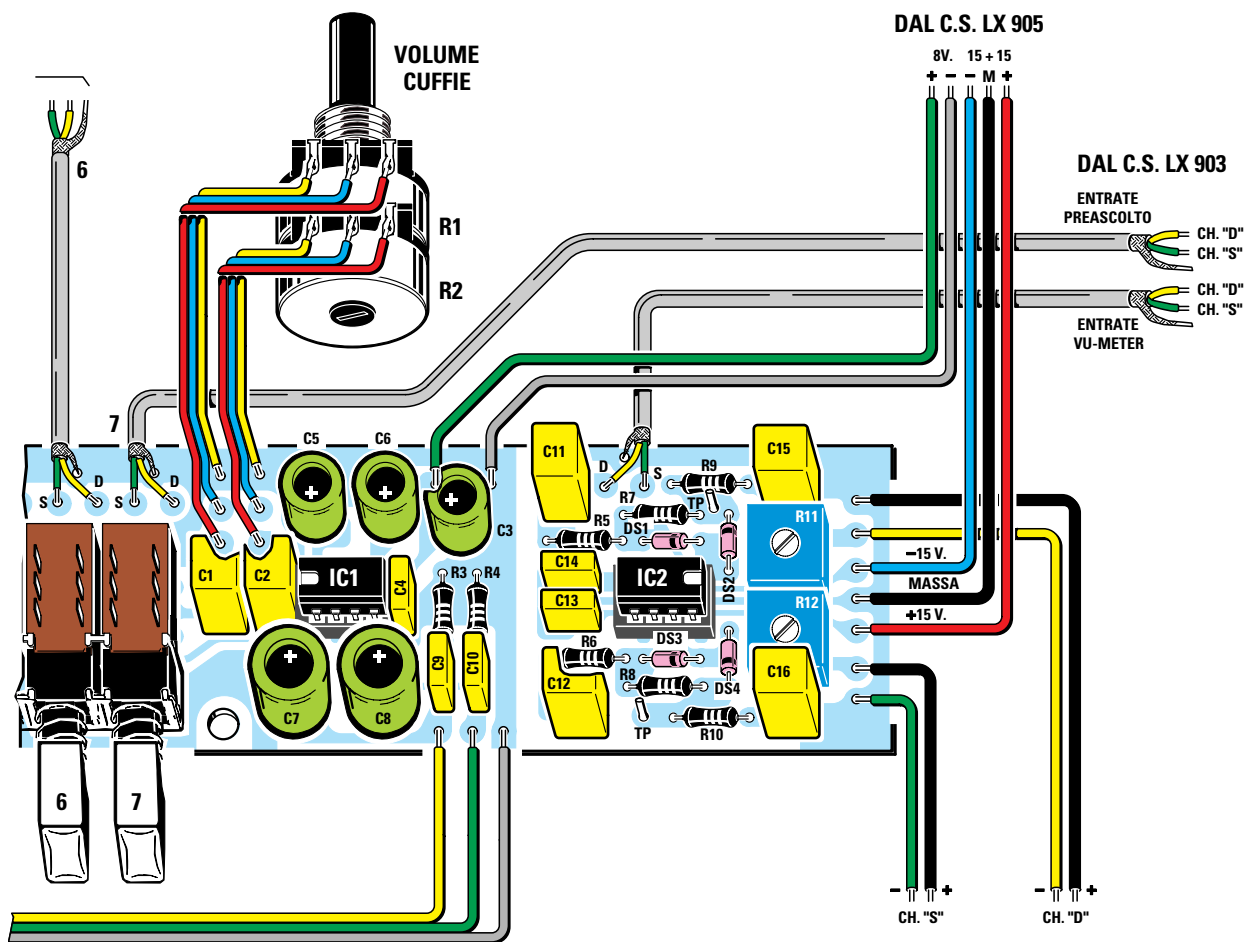 DAL C.S. LX 905
8V. 15 + 15
+ − − M +
VOLUME
CUFFIE
6
R1
R2
DAL C.S. LX 903
ENTRATE
PREASCOLTO
CH. "D"
CH. "S"
CH. "D"
CH. "S"
ENTRATE
VU-METER
7
S
D
S
D
C5
C6
C3
C11
D
S
R9
TP
C15
R7
R5
DS1
DS2
R11
C1
C2
IC1
C4
R3
R4
C14
C13
IC2
−15 V.
MASSA
+15 V.
R12
C7
C8
C9
C10
R6
DS3
C12
R8
DS4
C16
TP
R10
6
7
- +
CH. "S"
- +
CH. "D"
+
+
+
+
+